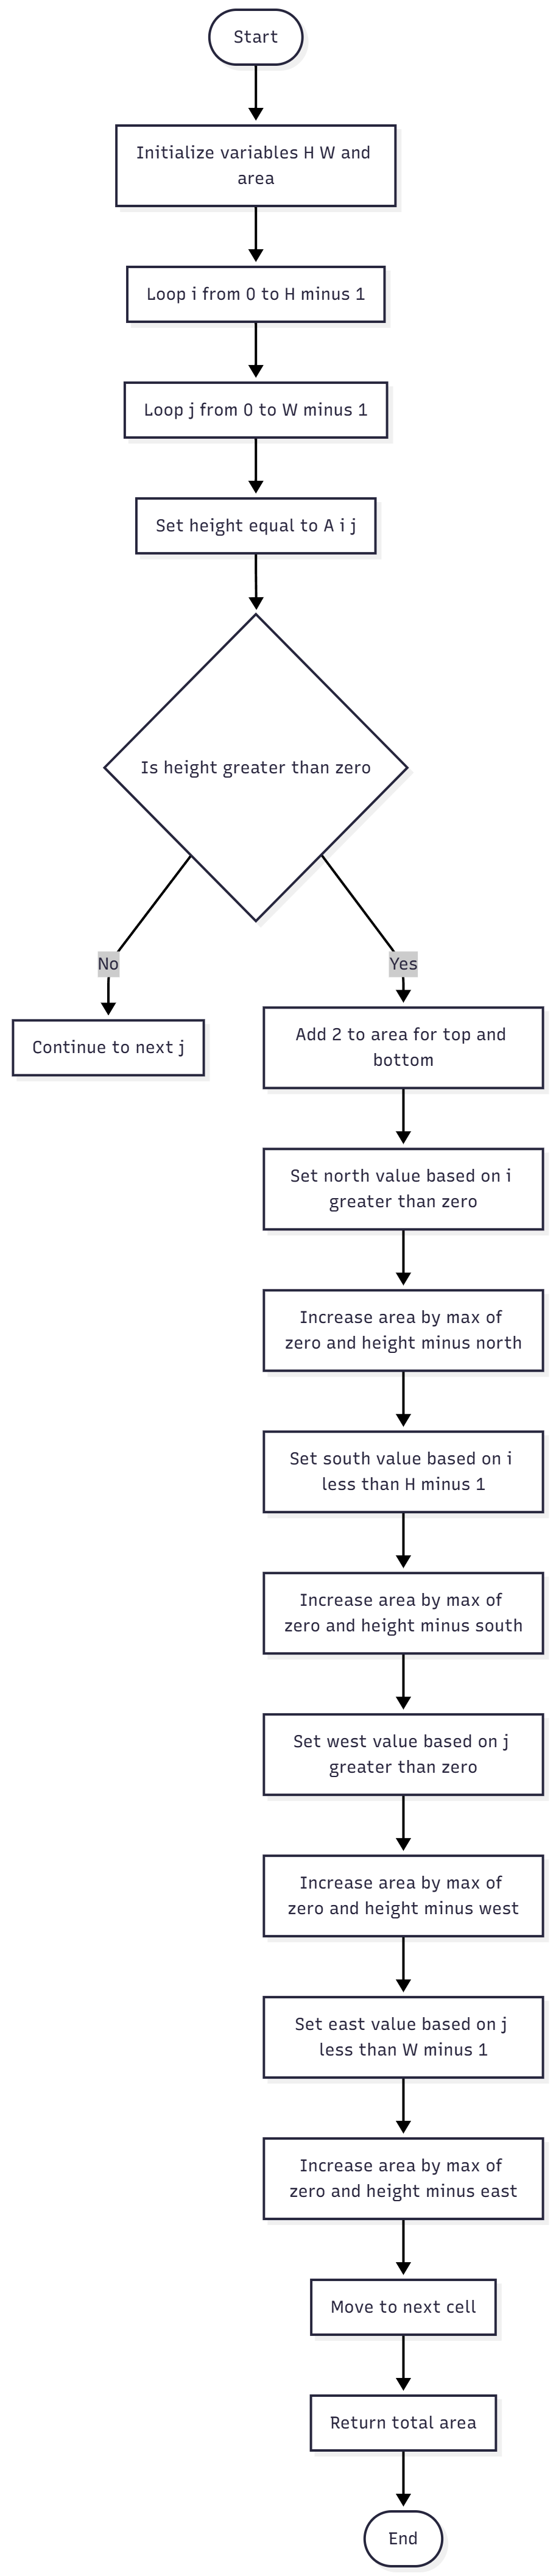 Start
Initialize variables H W and
area
Loop i from 0 to H minus 1
Loop j from 0 to W minus 1
Set height equal to A i j
Is height greater than zero
No
Yes
Continue to next j
Add 2 to area for top and
bottom
Set north value based on i
greater than zero
Increase area by max of
zero and height minus north
Set south value based on i
less than H minus 1
Increase area by max of
zero and height minus south
Set west value based on j
greater than zero
Increase area by max of
zero and height minus west
Set east value based on j
less than W minus 1
Increase area by max of
zero and height minus east
Move to next cell
Return total area
End